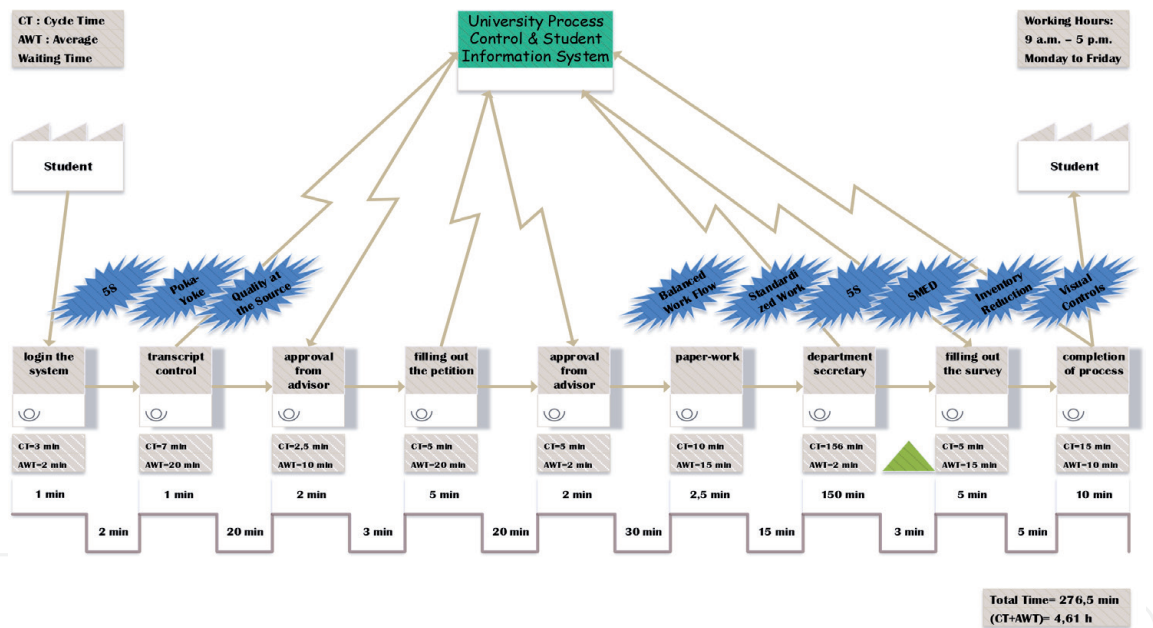 CT : Cycle Time
AWT : Average
Waiting Time
University Process
Control & Student
Information System
Working Hours:
9 a.m. – 5 p.m.
Monday to Friday
Student
Student
5S
Poka-
Yoke
Quality at
the Source
Balanced
Work Flow
Standardi
zed Work
5S
SMED
Inventory
Reduction
Visual
Controls
login the
system
transcript
control
approval
from
advisor
filling out
the petition
approval
from
advisor
paper-work
department
secretary
filling out
the survey
completion
of process
CT=3 min
AWT=2 min
CT=7 min
AWT=20 min
CT=2,5 min
AWT=10 min
CT=5 min
AWT=20 min
CT=5 min
AWT=2 min
CT=10 min
AWT=15 min
CT=156 min
AWT=2 min
CT=5 min
AWT=15 min
CT=15 min
AWT=10 min
1 min
1 min
2 min
5 min
2 min
2,5 min
150 min
5 min
10 min
2 min
20 min
3 min
20 min
30 min
15 min
3 min
5 min
Total Time= 276,5 min
(CT+AWT)= 4,61 h